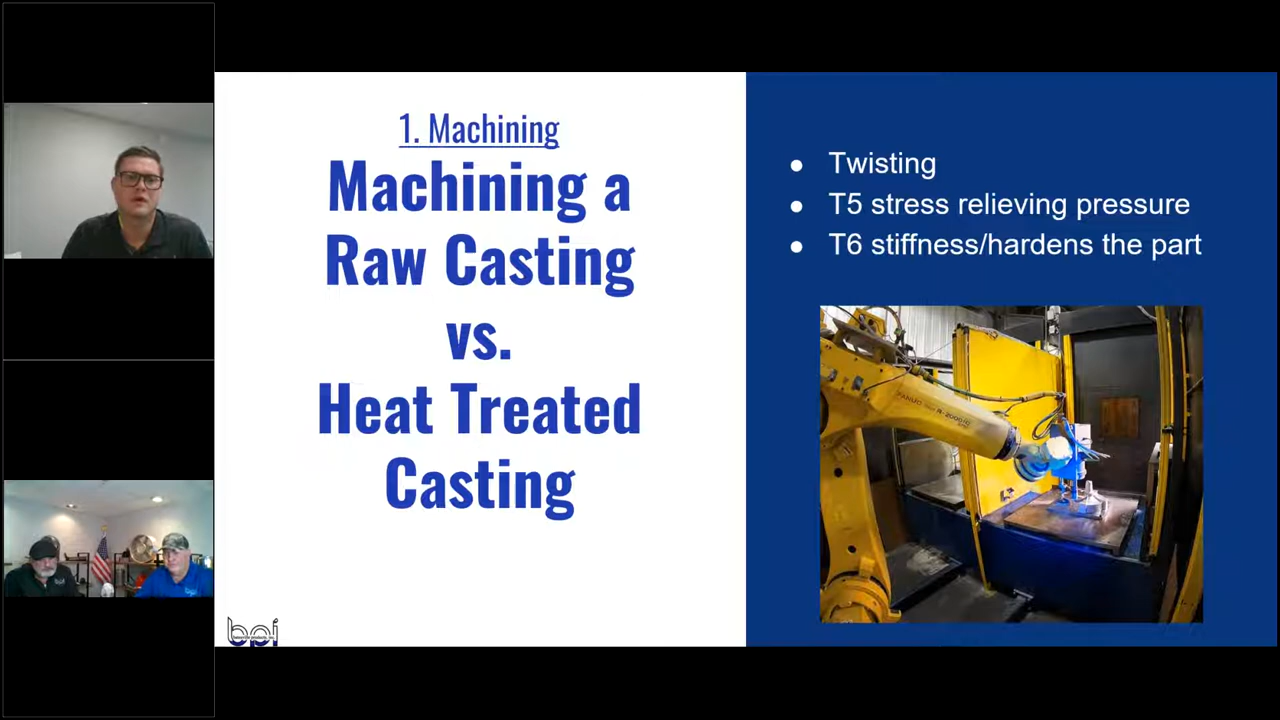 1. Machining
Machining a
Raw Casting
vs.
Heat Treated
Casting
● Twisting
● T5 stress relieving pressure
● T6 stiffness/hardens the part
FANUC
bpi